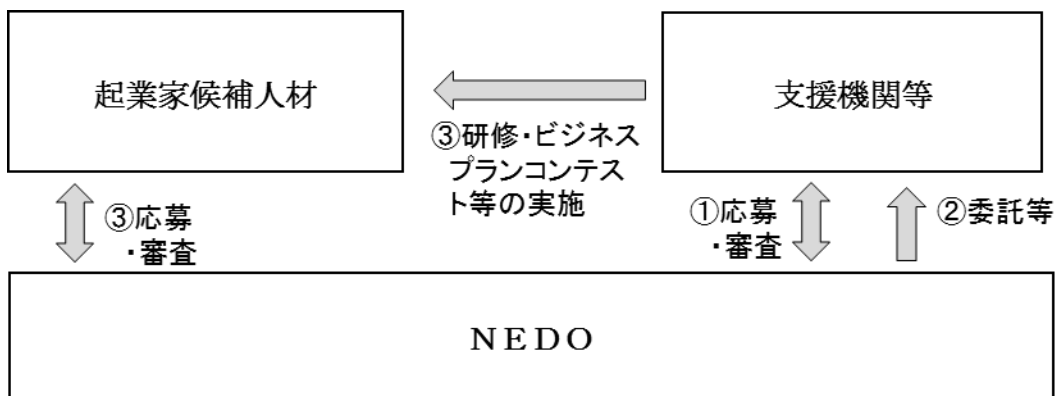 起業家候補人材
支援機関等
③研修・ビジネス
プランコンテス
ト等の実施
③応募
・審査
①応募
・審査
②委託等
NEDO